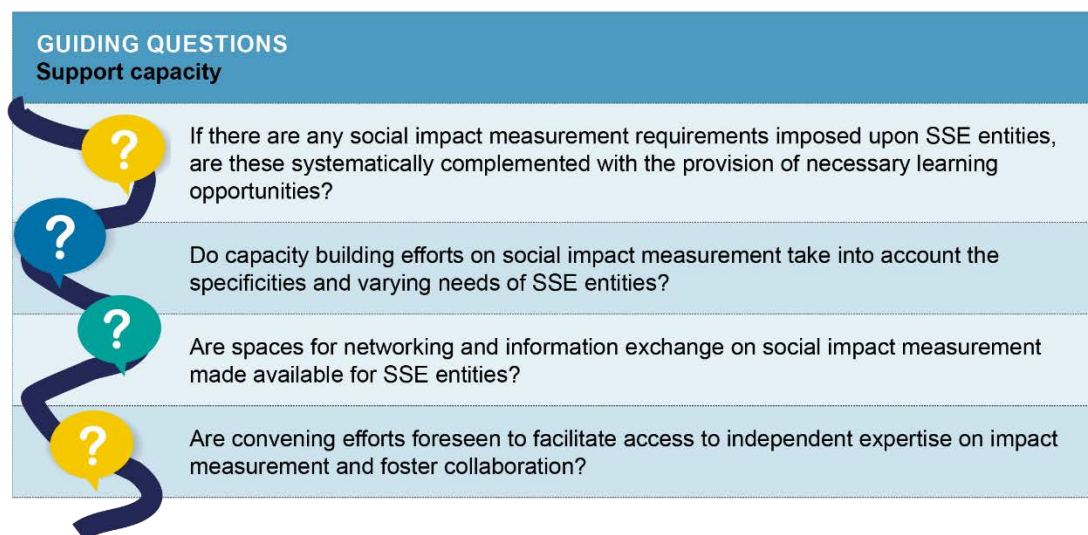 GUIDING QUESTIONS
Support capacity
?
If there are any social impact measurement requirements imposed upon SSE entities,
are these systematically complemented with the provision of necessary learning
opportunities?
?
Do capacity building efforts on social impact measurement take into account the
specificities and varying needs of SSE entities?
?
Are spaces for networking and information exchange on social impact measurement
made available for SSE entities?
?
Are convening efforts foreseen to facilitate access to independent expertise on impact
measurement and foster collaboration?